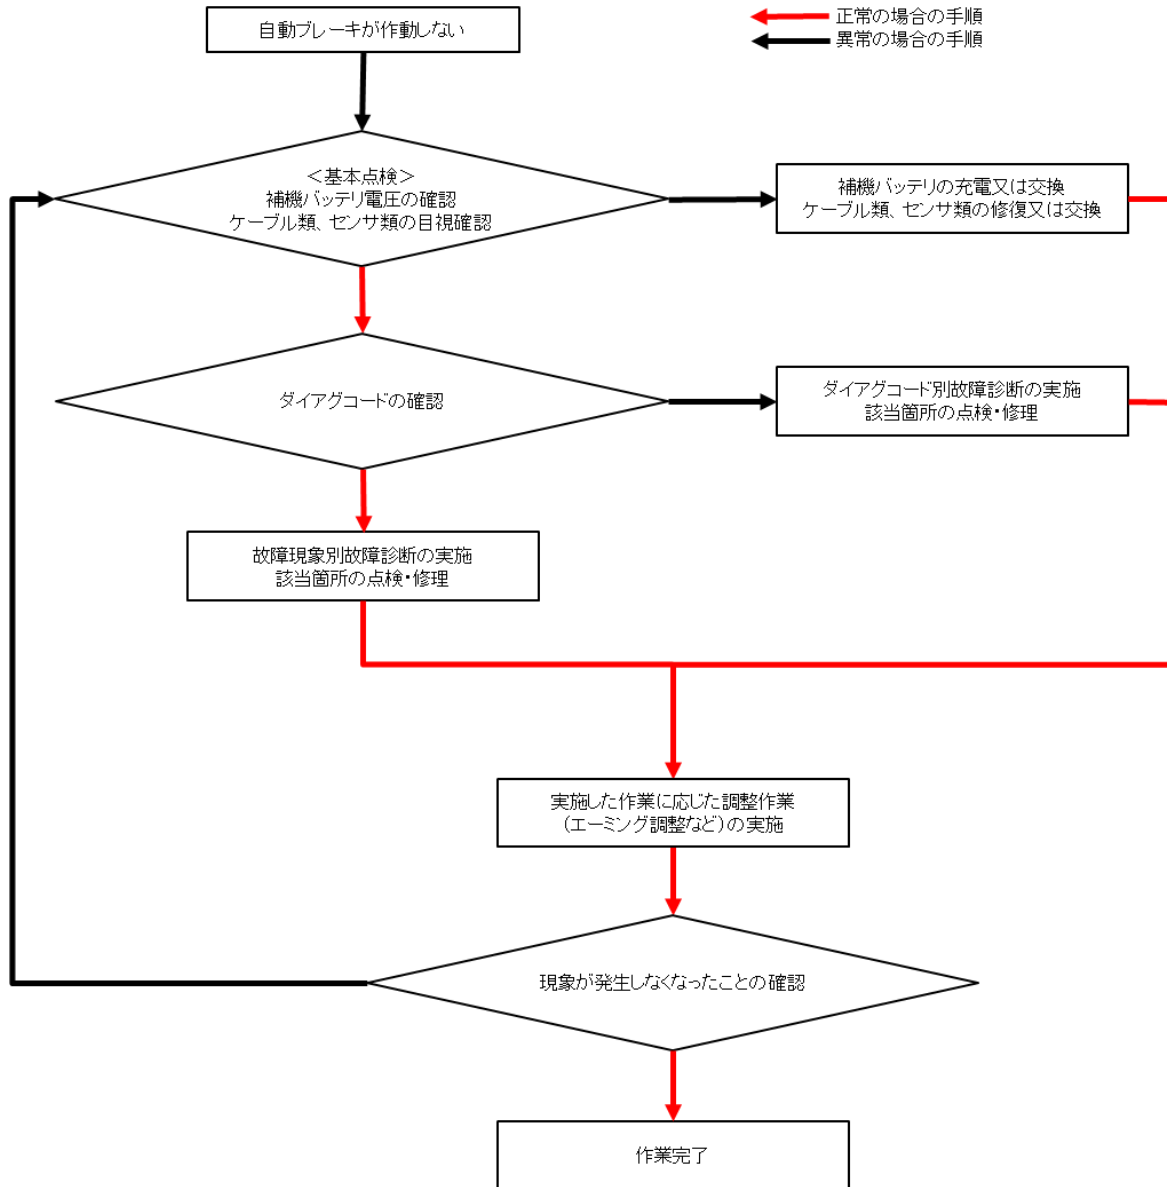 自動ブレーキが作動しない
正常の場合の手順
異常の場合の手順
＜基本点検＞
補機バッテリ電圧の確認
ケーブル類、センサ類の目視確認
補機バッテリの充電又は交換
ケーブル類、センサ類の修復又は交換
ダイアグコードの確認
ダイアグコード別故障診断の実施
該当箇所の点検・修理
故障現象別故障診断の実施
該当箇所の点検・修理
実施した作業に応じた調整作業
（エーミング調整など）の実施
現象が発生しなくなったことの確認
作業完了